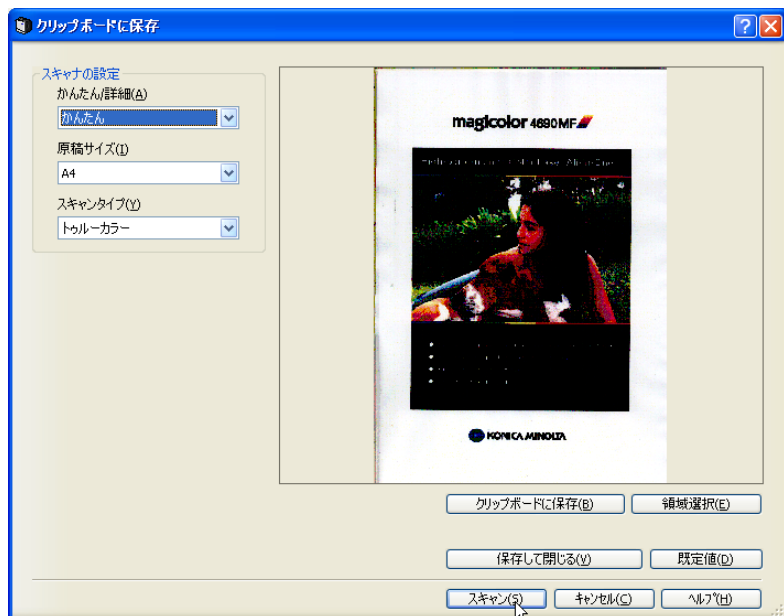 クリップボードに保存
スキャナの設定
かんたん/詳細(A)
かんたん
原稿サイズ(I)
A4
スキャンタイプ(Y)
トゥルーカラー
magicolor 4690MF
KONICA MINOLTA
クリップボードに保存(B)
領域選択(E)
保存して閉じる(V)
既定値(D)
スキャン(S)
キャンセル(C)
ヘルプ(H)